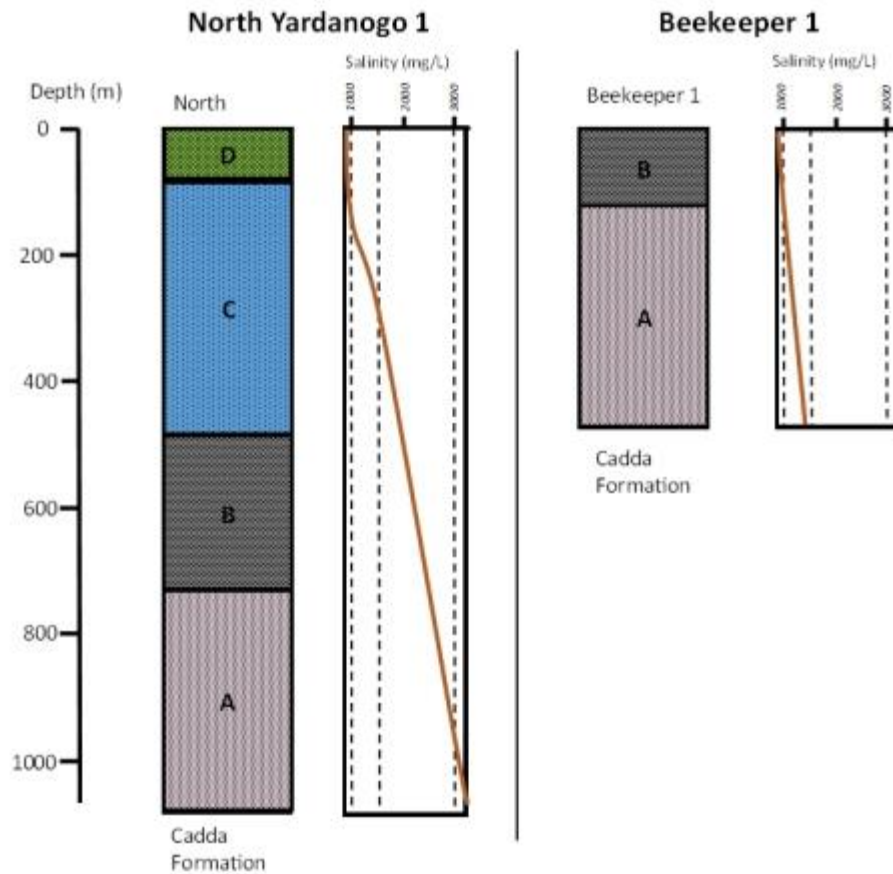 North Yardanogo 1
Beekeeper 1
Salinity (mg/L)
Salinity (mg/L)
Depth (m)
North
1000
2000
3000
Beekeeper 1
1000
2000
3000
0
D
B
200
C
A
400
Cadda
Formation
B
600
800
A
1000
Cadda
Formation